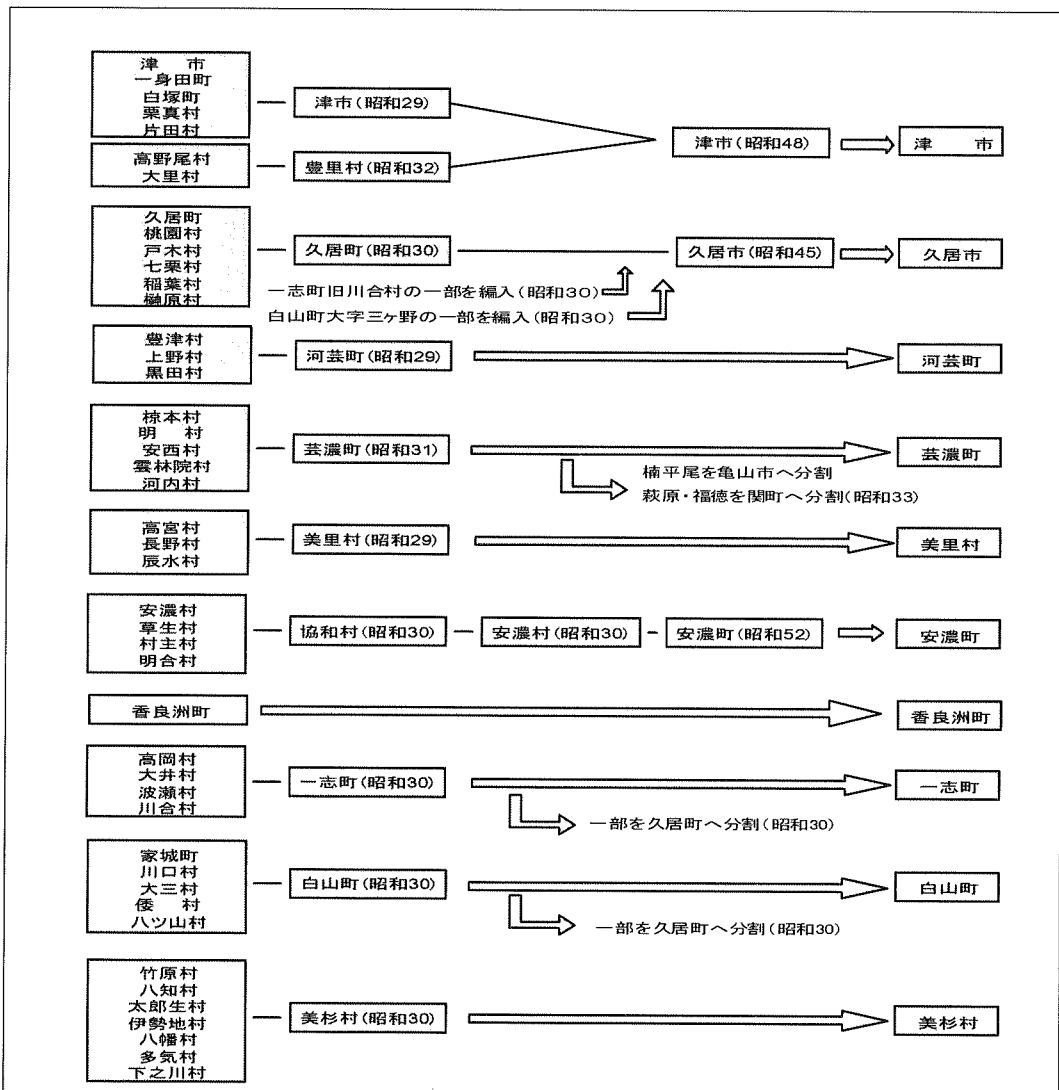 津　市
一身田町
白塚町
栗真村
片田村
津市(昭和29)
高野尾村
大里村
豊里村(昭和32)
津市(昭和48)
津　市
久居町
桃園村
戸木村
七栗村
稲葉村
榊原村
久居町(昭和30)
久居市(昭和45)
久居市
一志町旧川合村の一部を編入(昭和30)
白山町大字三ヶ野の一部を編入(昭和30)
豊津村
上野村
黒田村
河芸町(昭和29)
河芸町
椋本村
明　村
安西村
雲林院村
河内村
芸濃町(昭和31)
芸濃町
楠平尾を亀山市へ分割
萩原・福徳を関町へ分割(昭和33)
高宮村
長野村
辰水村
美里村(昭和29)
美里村
安濃村
草生村
村主村
明合村
協和村(昭和30)
安濃村(昭和30)
安濃町(昭和52)
安濃町
香良洲町
香良洲町
高岡村
大井村
波瀬村
川合村
一志町(昭和30)
一志町
一部を久居町へ分割(昭和30)
家城町
川口村
大三村
倭　村
八ツ山村
白山町(昭和30)
白山町
一部を久居町へ分割(昭和30)
竹原村
八知村
太郎生村
伊勢地村
八幡村
多気村
下之川村
美杉村(昭和30)
美杉村